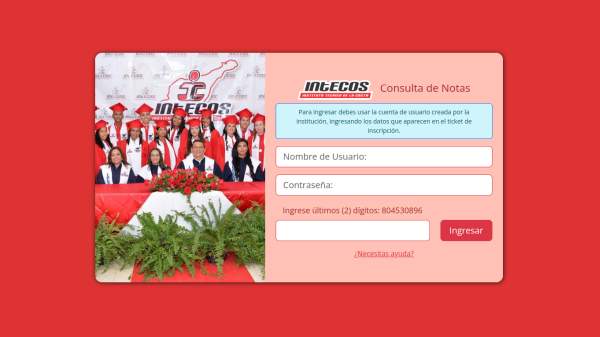 INTECOS
INTECOS
INSTITUTO TECNICO DE LA COSTA
Consulta de Notas
Para ingresar debes usar la cuenta de usuario creada por la
institución, ingresando los datos que aparecen en el ticket de
inscripción.
Nombre de Usuario:
Contraseña:
Ingrese últimos (2) dígitos: 804530896
Ingresar
¿Necesitas ayuda?